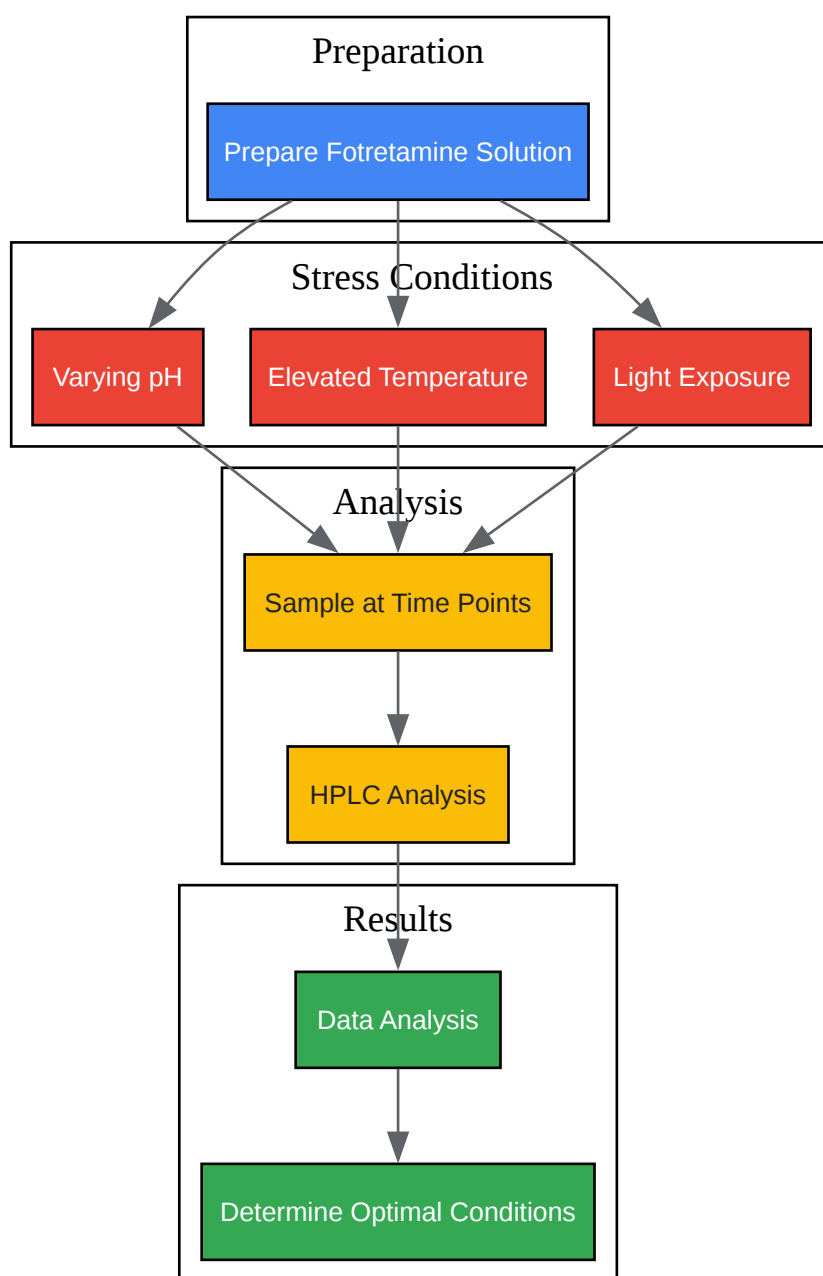 Preparation
Prepare Fotretamine Solution
Stress Conditions
Varying pH
Elevated Temperature
Light Exposure
Analysis
Sample at Time Points
HPLC Analysis
Results
Data Analysis
Determine Optimal Conditions